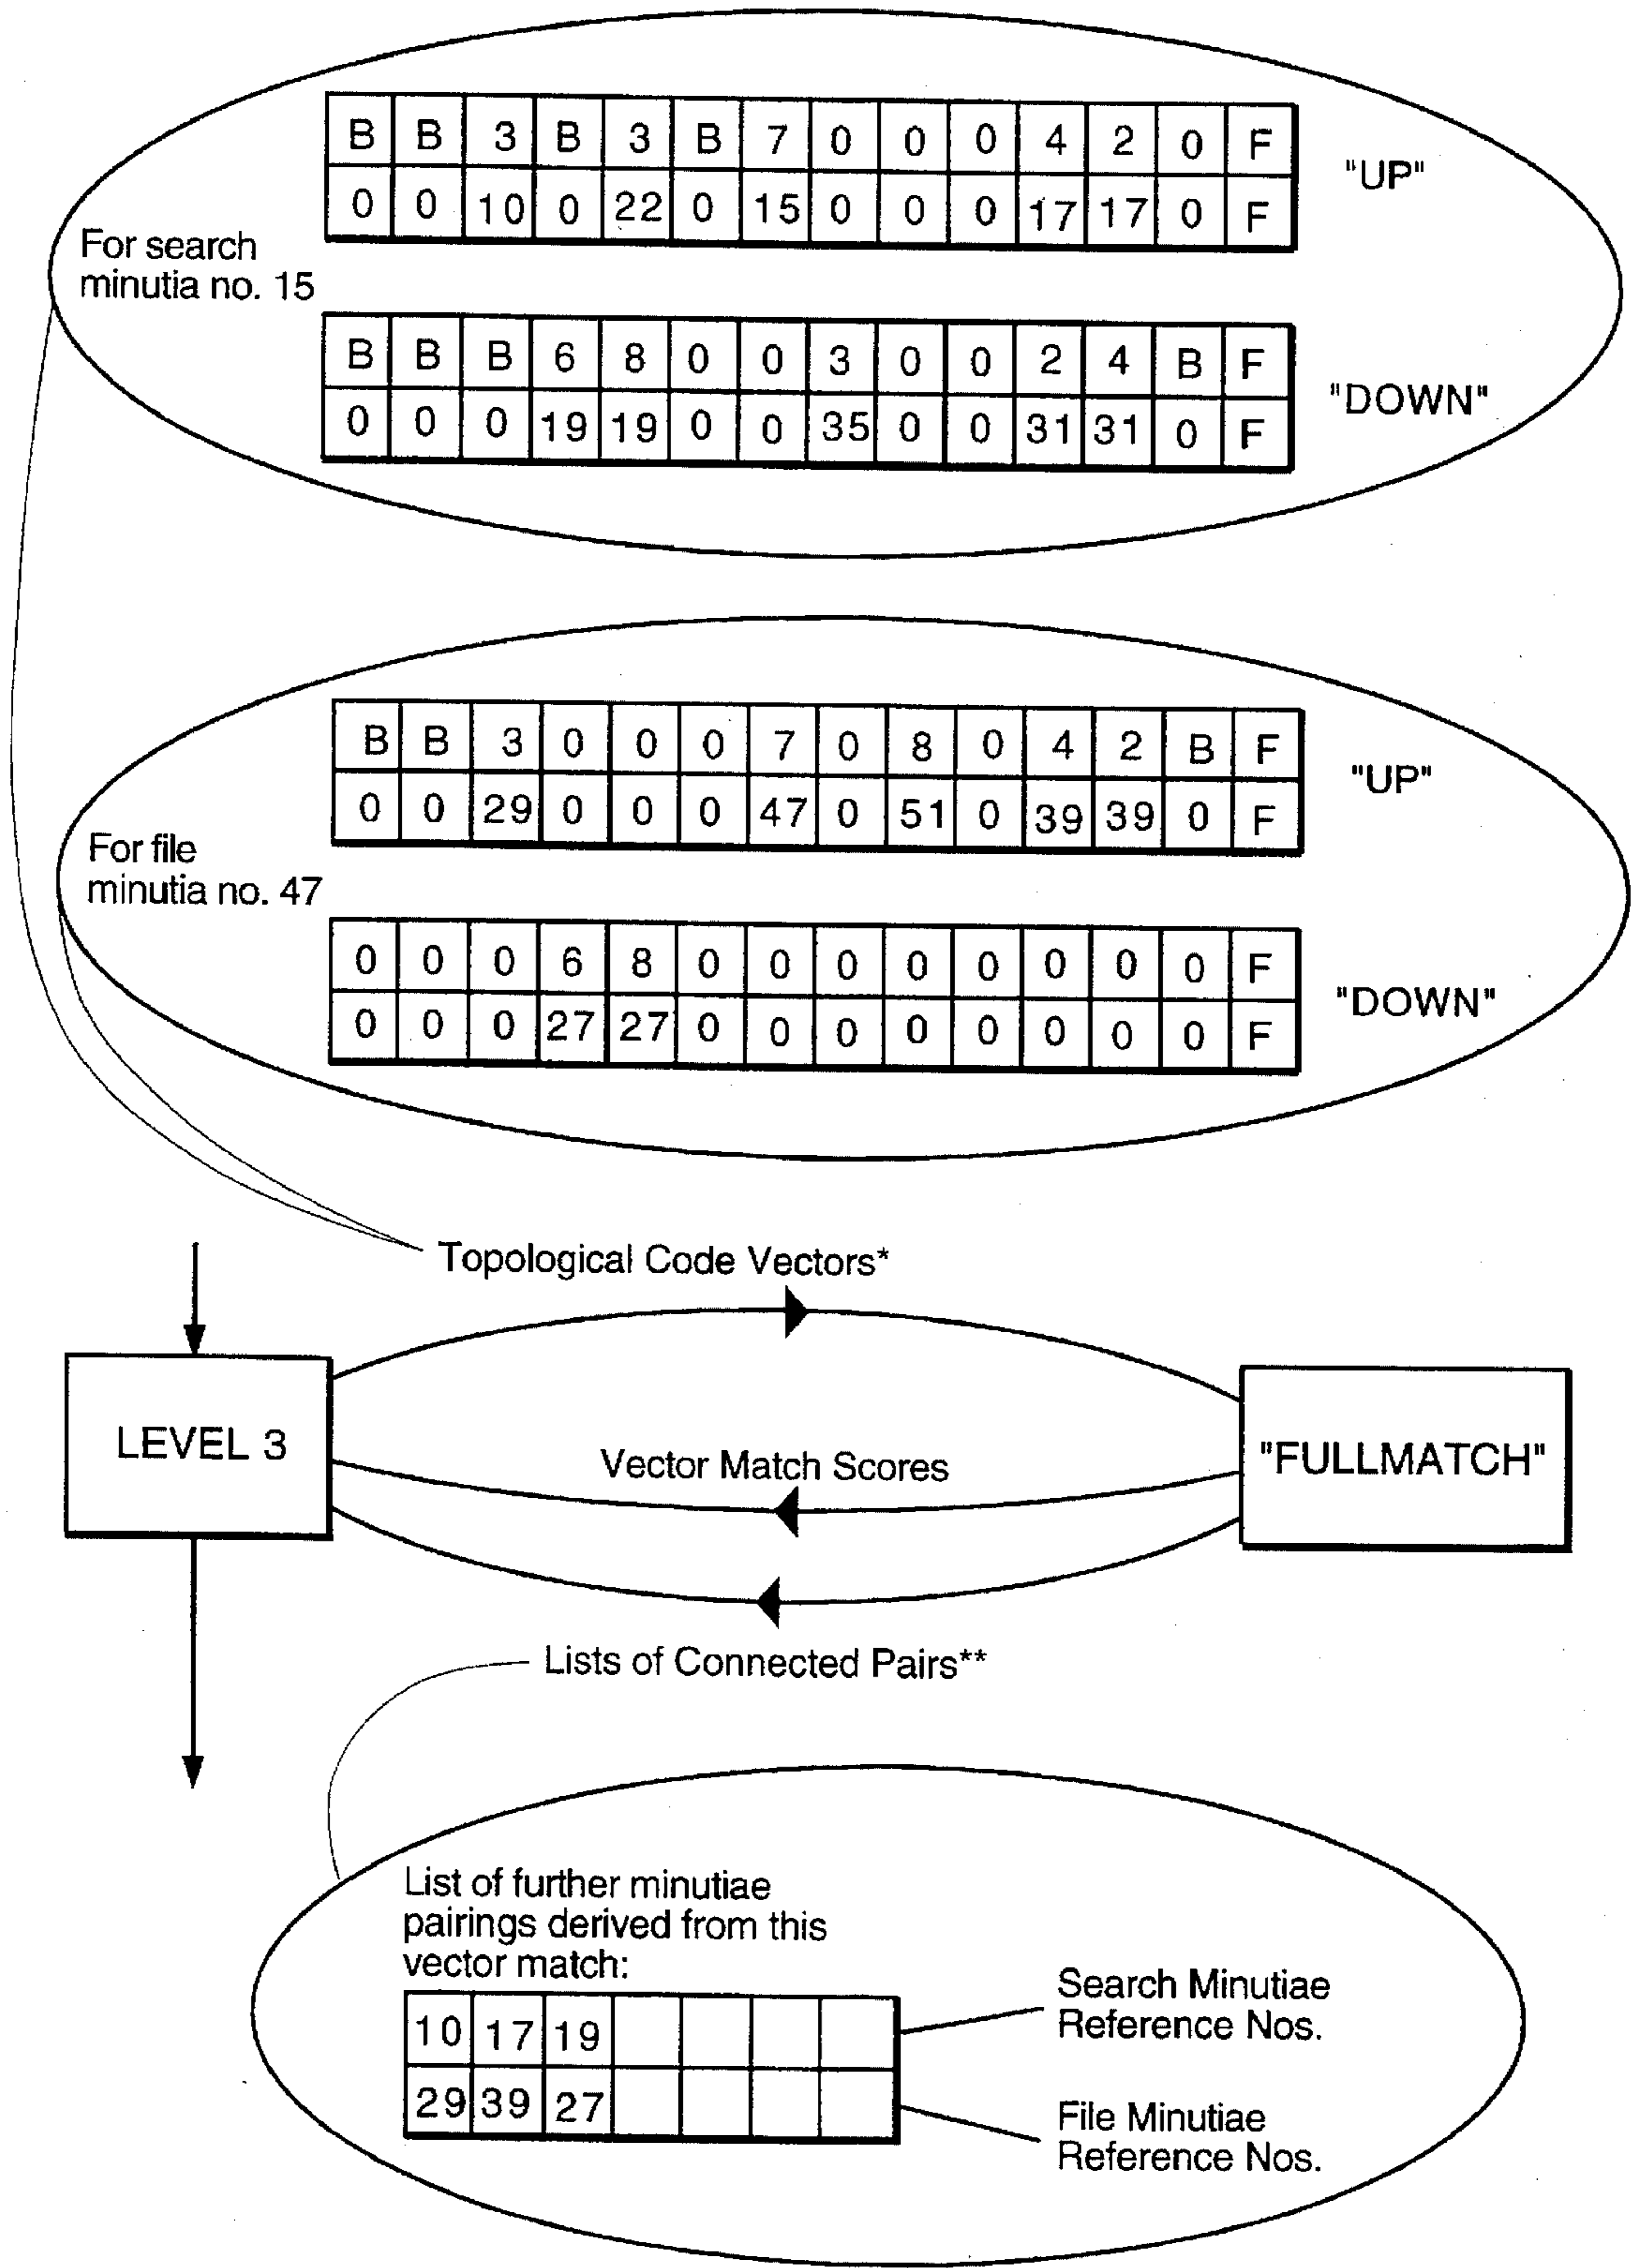 B B 3 B 3 B 7 0 0 0 4 2 0 F
"UP"
0 0 10 0 22 0 15 0 0 0 17 17 0 F
For search
minutia no. 15
B B B 6 8 0 0 3 0 0 2 4 B F
"DOWN"
0 0 0 19 19 0 0 35 0 0 31 31 0 F
B B 3 0 0 0 7 0 8 0 4 2 B F
"UP"
0 0 29 0 0 0 47 0 51 0 39 39 0 F
For file
minutia no. 47
0 0 0 6 8 0 0 0 0 0 0 0 0 F
"DOWN"
0 0 0 27 27 0 0 0 0 0 0 0 0 F
Topological Code Vectors*
LEVEL 3
Vector Match Scores
"FULLMATCH"
Lists of Connected Pairs**
List of further minutiae
pairings derived from this
vector match:
10 17 19
Search Minutiae
Reference Nos.
29 39 27
File Minutiae
Reference Nos.